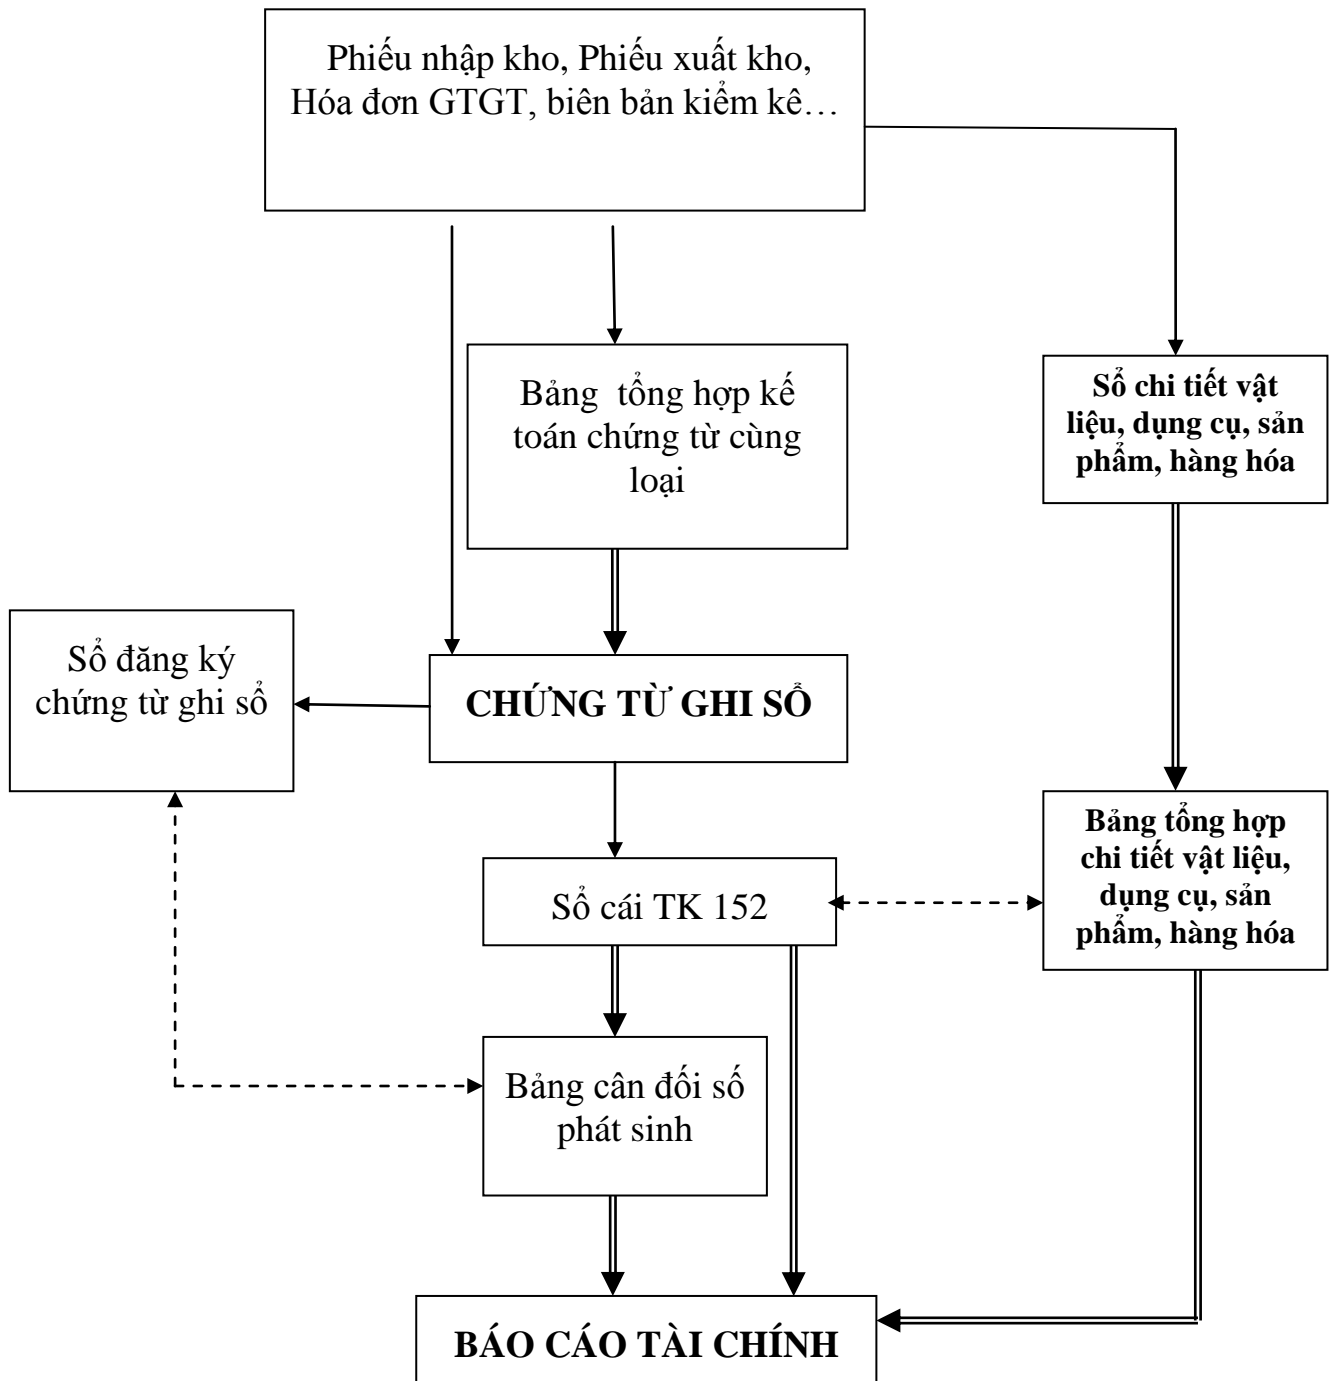 Phiếu nhập kho, Phiếu xuất kho,
Hóa đơn GTGT, biên bản kiểm kê…
Bảng tổng hợp kế
toán chứng từ cùng
loại
Sổ chi tiết vật
liệu, dụng cụ, sản
phẩm, hàng hóa
Sổ đăng ký
chứng từ ghi sổ
CHỨNG TỪ GHI SỔ
Bảng tổng hợp
chi tiết vật liệu,
dụng cụ, sản
phẩm, hàng hóa
Sổ cái TK 152
Bảng cân đối số
phát sinh
BÁO CÁO TÀI CHÍNH